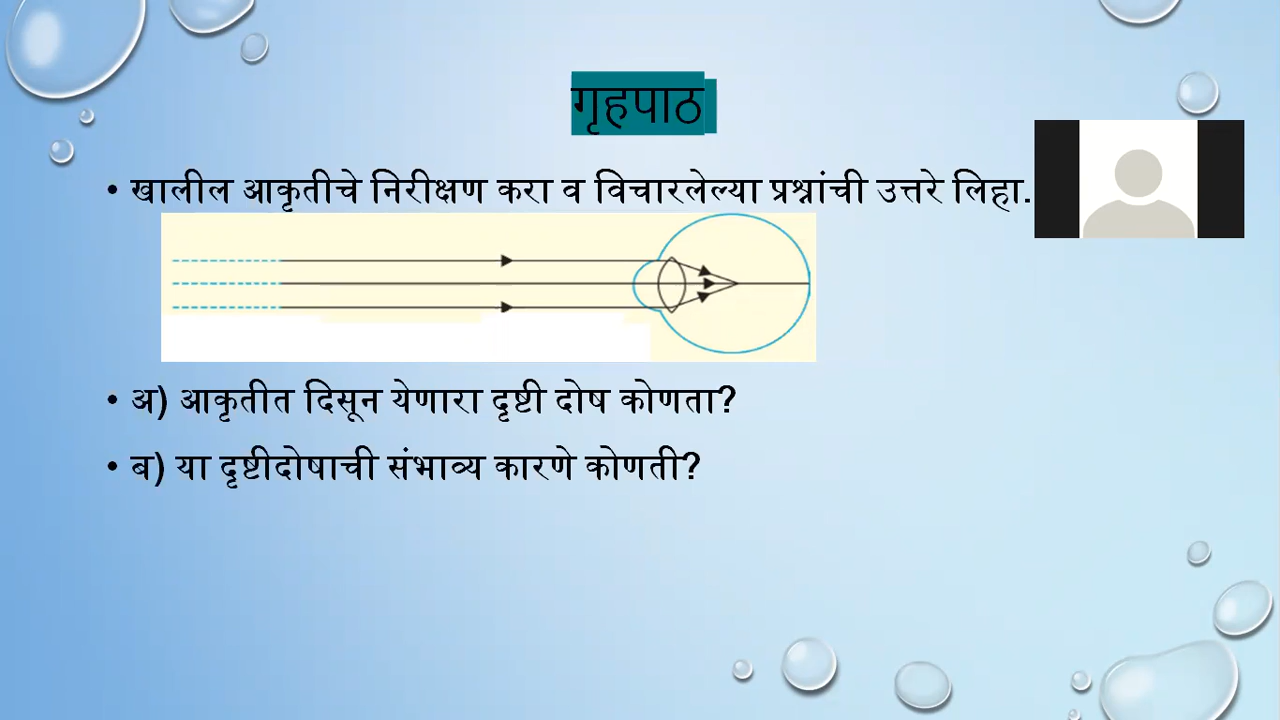 गृहपाठ
• खालील आकृतीचे निरीक्षण करा व विचारलेल्या प्रश्नांची उत्तरे लिहा.
• अ) आकृतीत दिसून येणारा दृष्टी दोष कोणता?
• ब) या दृष्टीदोषाची संभाव्य कारणे कोणती?